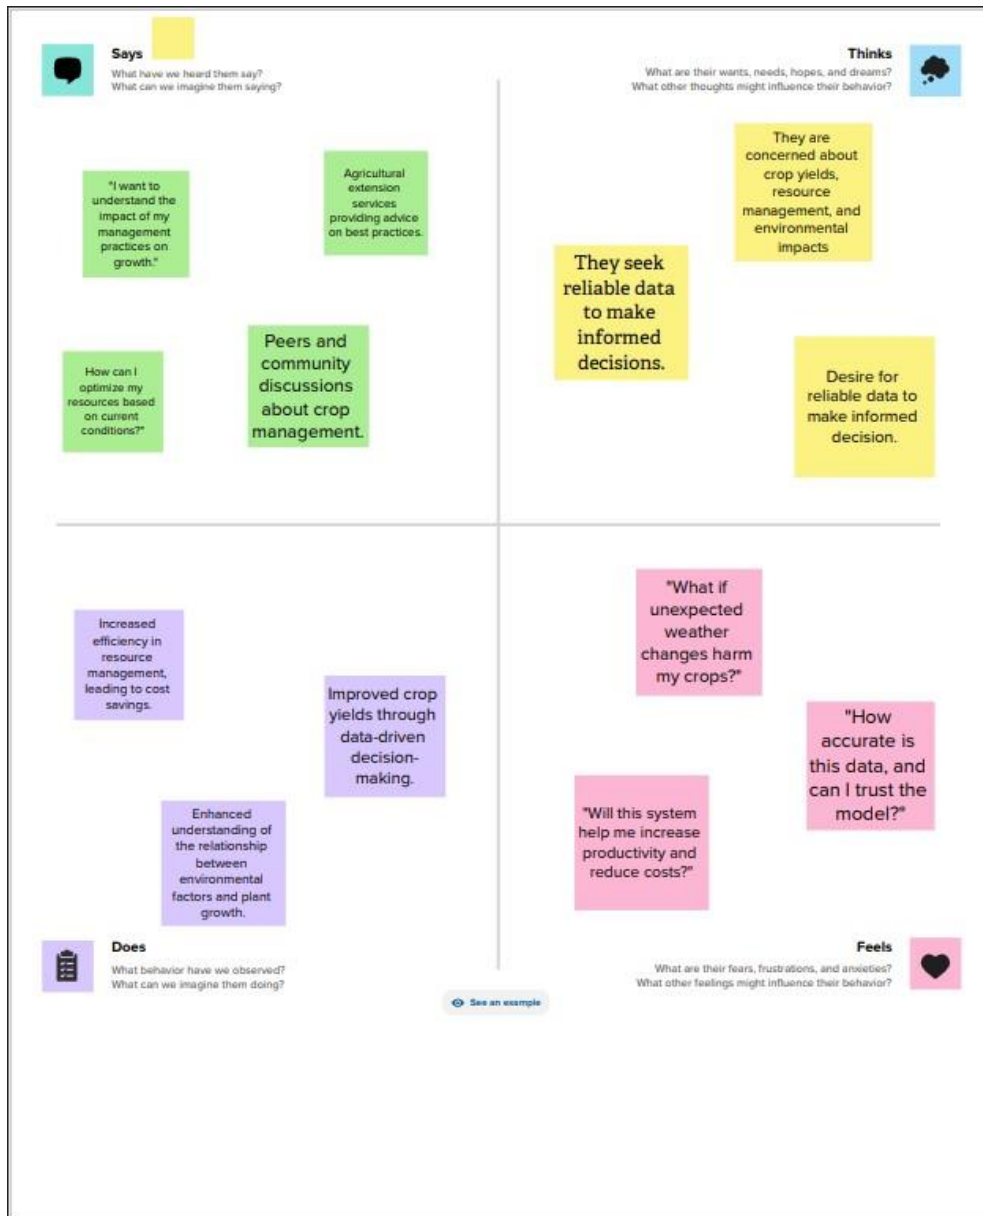 Says
What have we heard them say?
What can we imagine them saying?
Thinks
What are their wants, needs, hopes, and dreams?
What other thoughts might influence their behavior?
"I want to
understand the
impact of my
management
practices on
growth."
Agricultural
extension
services
providing advice
on best practices.
How can I
optimize my
resources based
on current
conditions?"
Peers and
community
discussions
about crop
management.
They are
concerned about
crop yields,
resource
management, and
environmental
impacts
They seek
reliable data
to make
informed
decisions.
Desire for
reliable data to
make informed
decision.
Increased
efficiency in
resource
management,
leading to cost
savings.
Improved crop
yields through
data-driven
decision-
making.
Enhanced
understanding of
the relationship
between
environmental
factors and plant
growth.
"What if
unexpected
weather
changes harm
my crops?"
"How
accurate is
this data, and
can I trust the
model?"
"Will this system
help me increase
productivity and
reduce costs?"
Does
What behavior have we observed?
What can we imagine them doing?
Feels
What are their fears, frustrations, and anxieties?
What other feelings might influence their behavior?
See an example